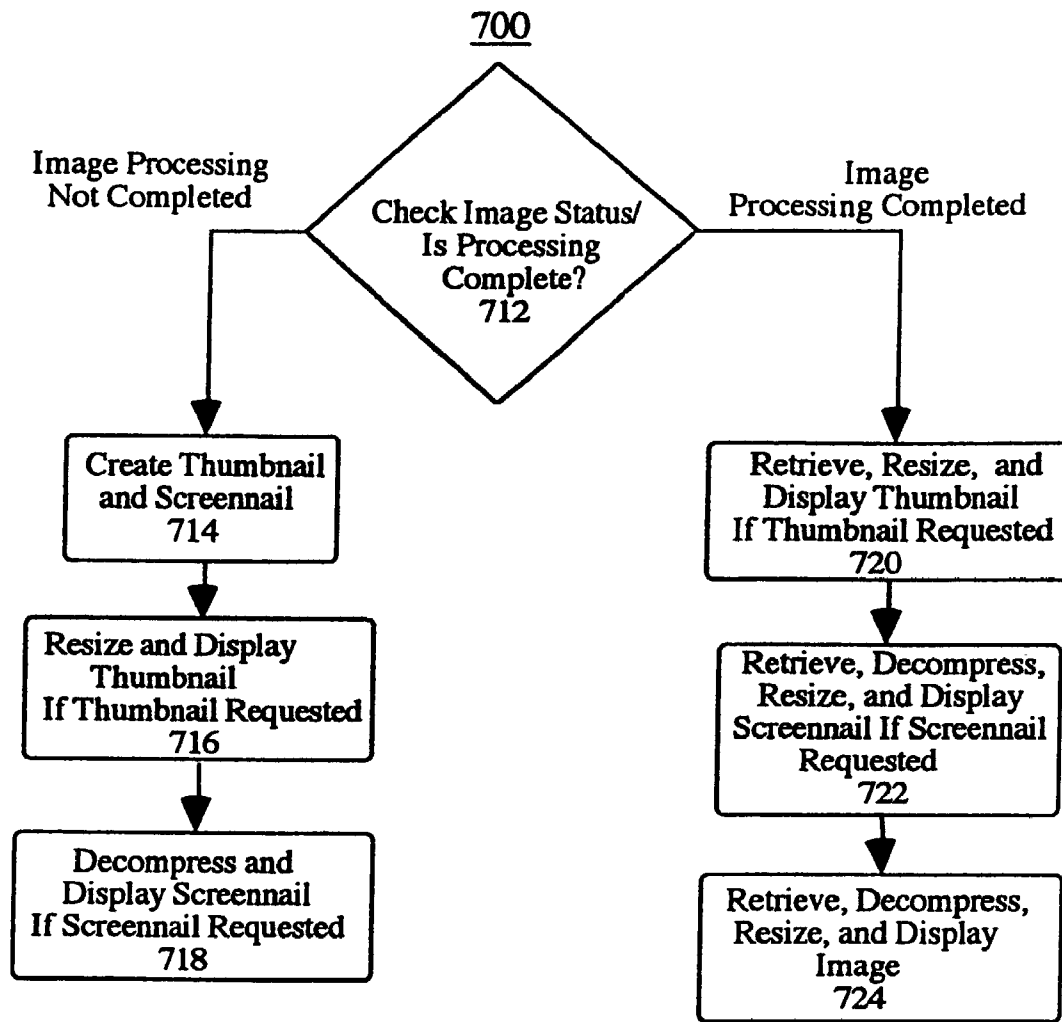 700
Image Processing
Not Completed
Image
Processing Completed
Check Image Status/
Is Processing
Complete?
712
Create Thumbnail
and Screennail
714
Resize and Display
Thumbnail
If Thumbnail Requested
716
Decompress and
Display Screennail
If Screennail Requested
718
Retrieve, Resize, and
Display Thumbnail
If Thumbnail Requested
720
Retrieve, Decompress,
Resize, and Display
Screennail If Screennail
Requested
722
Retrieve, Decompress,
Resize, and Display
Image
724